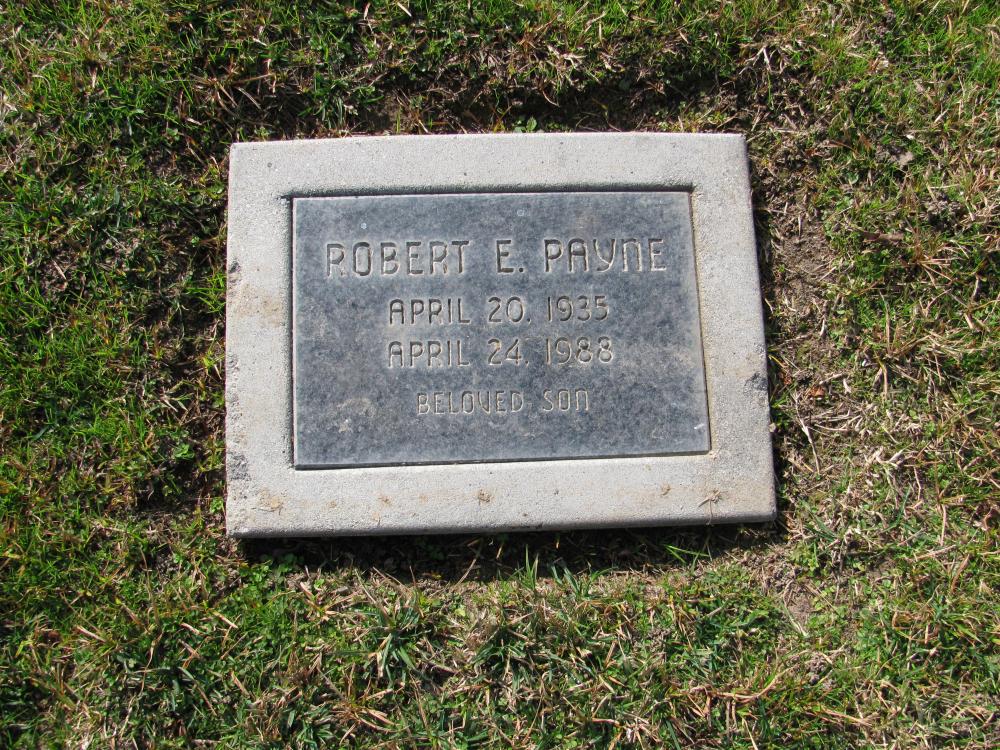 ROBERT E. PAYNE
APRIL 20, 1935
APRIL 24, 1988
BELOVED SON